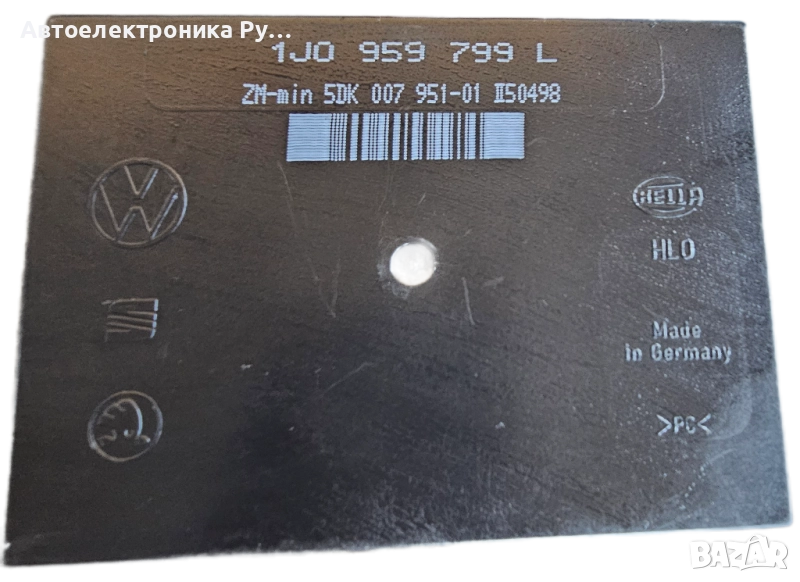 Автоелектроника Ру...
1J0 959 799 L
ZM-min 5DK 007 951-01 II50498
HELLA
HLO
Made
in Germany
>PC<
BAZAR